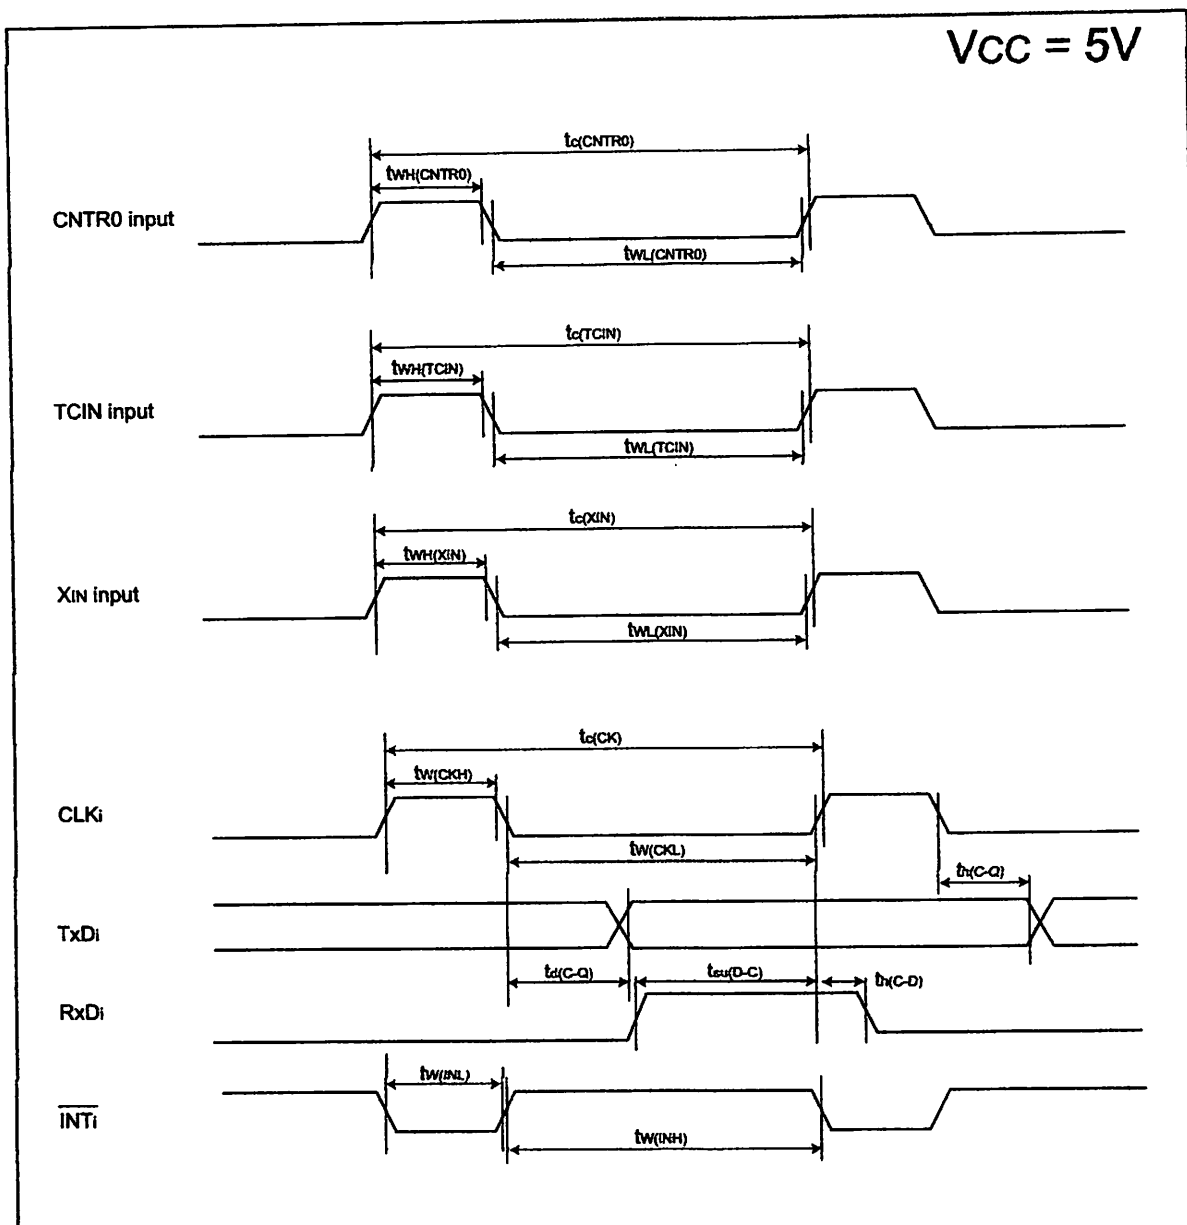 VCC = 5V
tc(CNTR0)
tWH(CNTR0)
CNTR0 input
tWL(CNTR0)
tc(TCIN)
tWH(TCIN)
TCIN input
tWL(TCIN)
tc(XIN)
tWH(XIN)
XIN input
tWL(XIN)
tc(CK)
tW(CKH)
CLKi
tW(CKL)
th(C-Q)
TxDi
td(C-Q)
tsu(D-C)
th(C-D)
RxDi
tW(INL)
INTi
tW(INH)